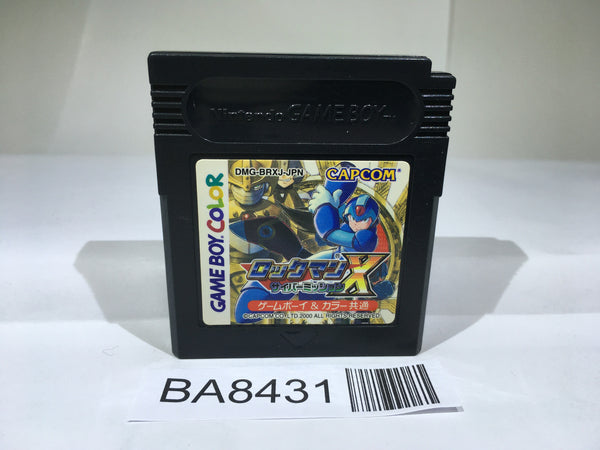 Nintendo GAME BOY TM
DMG-BRXJ-JPN
CAPCOM®
GAME BOY COLOR
ロックマンX
サイバーミッション
ゲームボーイ & カラー共通
©CAPCOM CO.,LTD.2000 ALL RIGHTS RESERVED.
BA8431